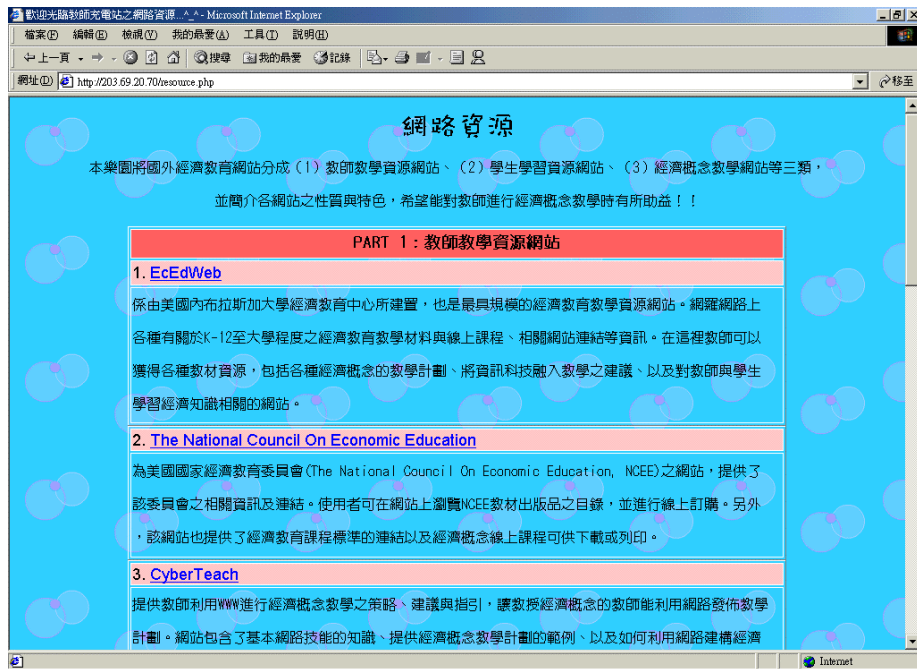 歡迎光臨教師充電站之網路資源...^_^ - Microsoft Internet Explorer
檔案(F) 編輯(E) 檢視(V) 我的最愛(A) 工具(T) 說明(H)
上一頁 搜尋 我的最愛 記錄
網址(D) http://203.69.20.70/resource.php 移至
網路資源
本樂園將國外經濟教育網站分成（1）教師教學資源網站、（2）學生學習資源網站、（3）經濟概念教學網站等三類，
並簡介各網站之性質與特色，希望能對教師進行經濟概念教學時有所助益！！
PART 1：教師教學資源網站
1. EcEdWeb
係由美國內布拉斯加大學經濟教育中心所建置，也是最具規模的經濟教育教學資源網站。網羅網路上
各種有關於K-12至大學程度之經濟教育教學材料與線上課程、相關網站連結等資訊。在這裡教師可以
獲得各種教材資源，包括各種經濟概念的教學計劃、將資訊科技融入教學之建議、以及對教師與學生
學習經濟知識相關的網站。
2. The National Council On Economic Education
為美國國家經濟教育委員會(The National Council On Economic Education, NCEE)之網站，提供了
該委員會之相關資訊及連結。使用者可在網站上瀏覽NCEE教材出版品之目錄，並進行線上訂購。另外
，該網站也提供了經濟教育課程標準的連結以及經濟概念線上課程可供下載或列印。
3. CyberTeach
提供教師利用WWW進行經濟概念教學之策略、建議與指引，讓教授經濟概念的教師能利用網路發佈教學
計劃。網站包含了基本網路技能的知識、提供經濟概念教學計劃的範例、以及如何利用網路建構經濟
Internet